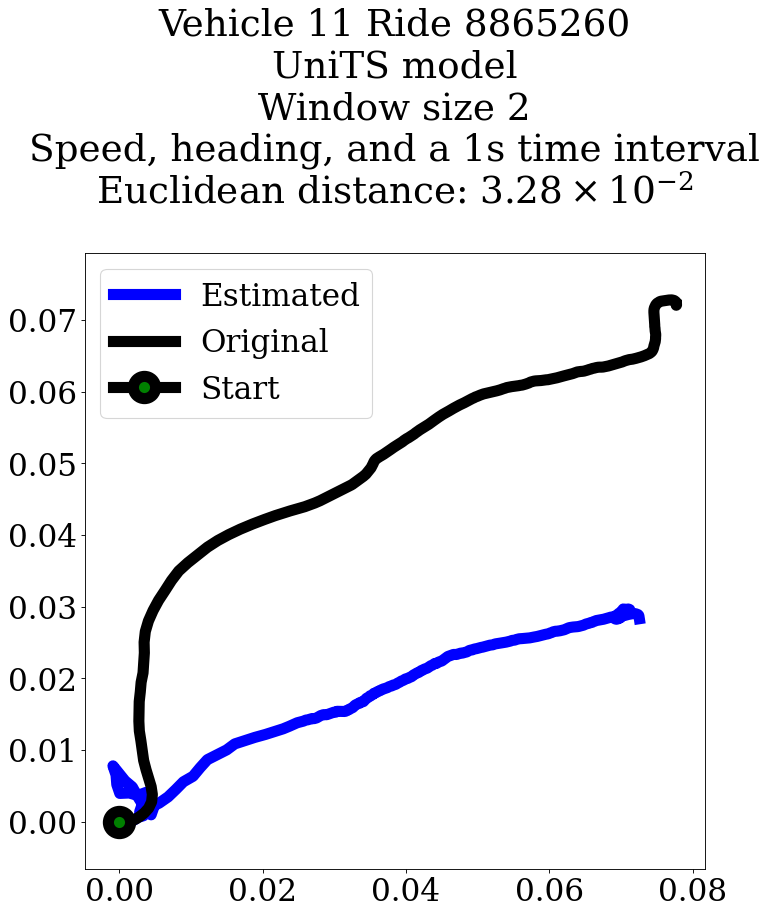 Vehicle 11 Ride 8865260
UniTS model
Window size 2
Speed, heading, and a 1s time interval
Euclidean distance: 3.28 × 10⁻²
Estimated
Original
Start
0.07
0.06
0.05
0.04
0.03
0.02
0.01
0.00
0.00 0.02 0.04 0.06 0.08